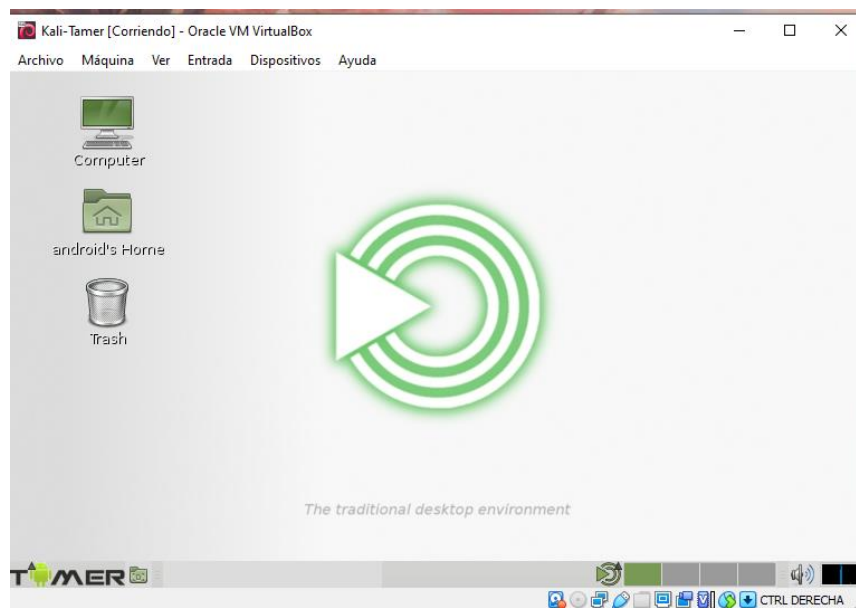 Kali-Tamer [Corriendo] - Oracle VM VirtualBox
Archivo Máquina Ver Entrada Dispositivos Ayuda
Computer
android's Home
Trash
The traditional desktop environment
TAMER
CTRL DERECHA